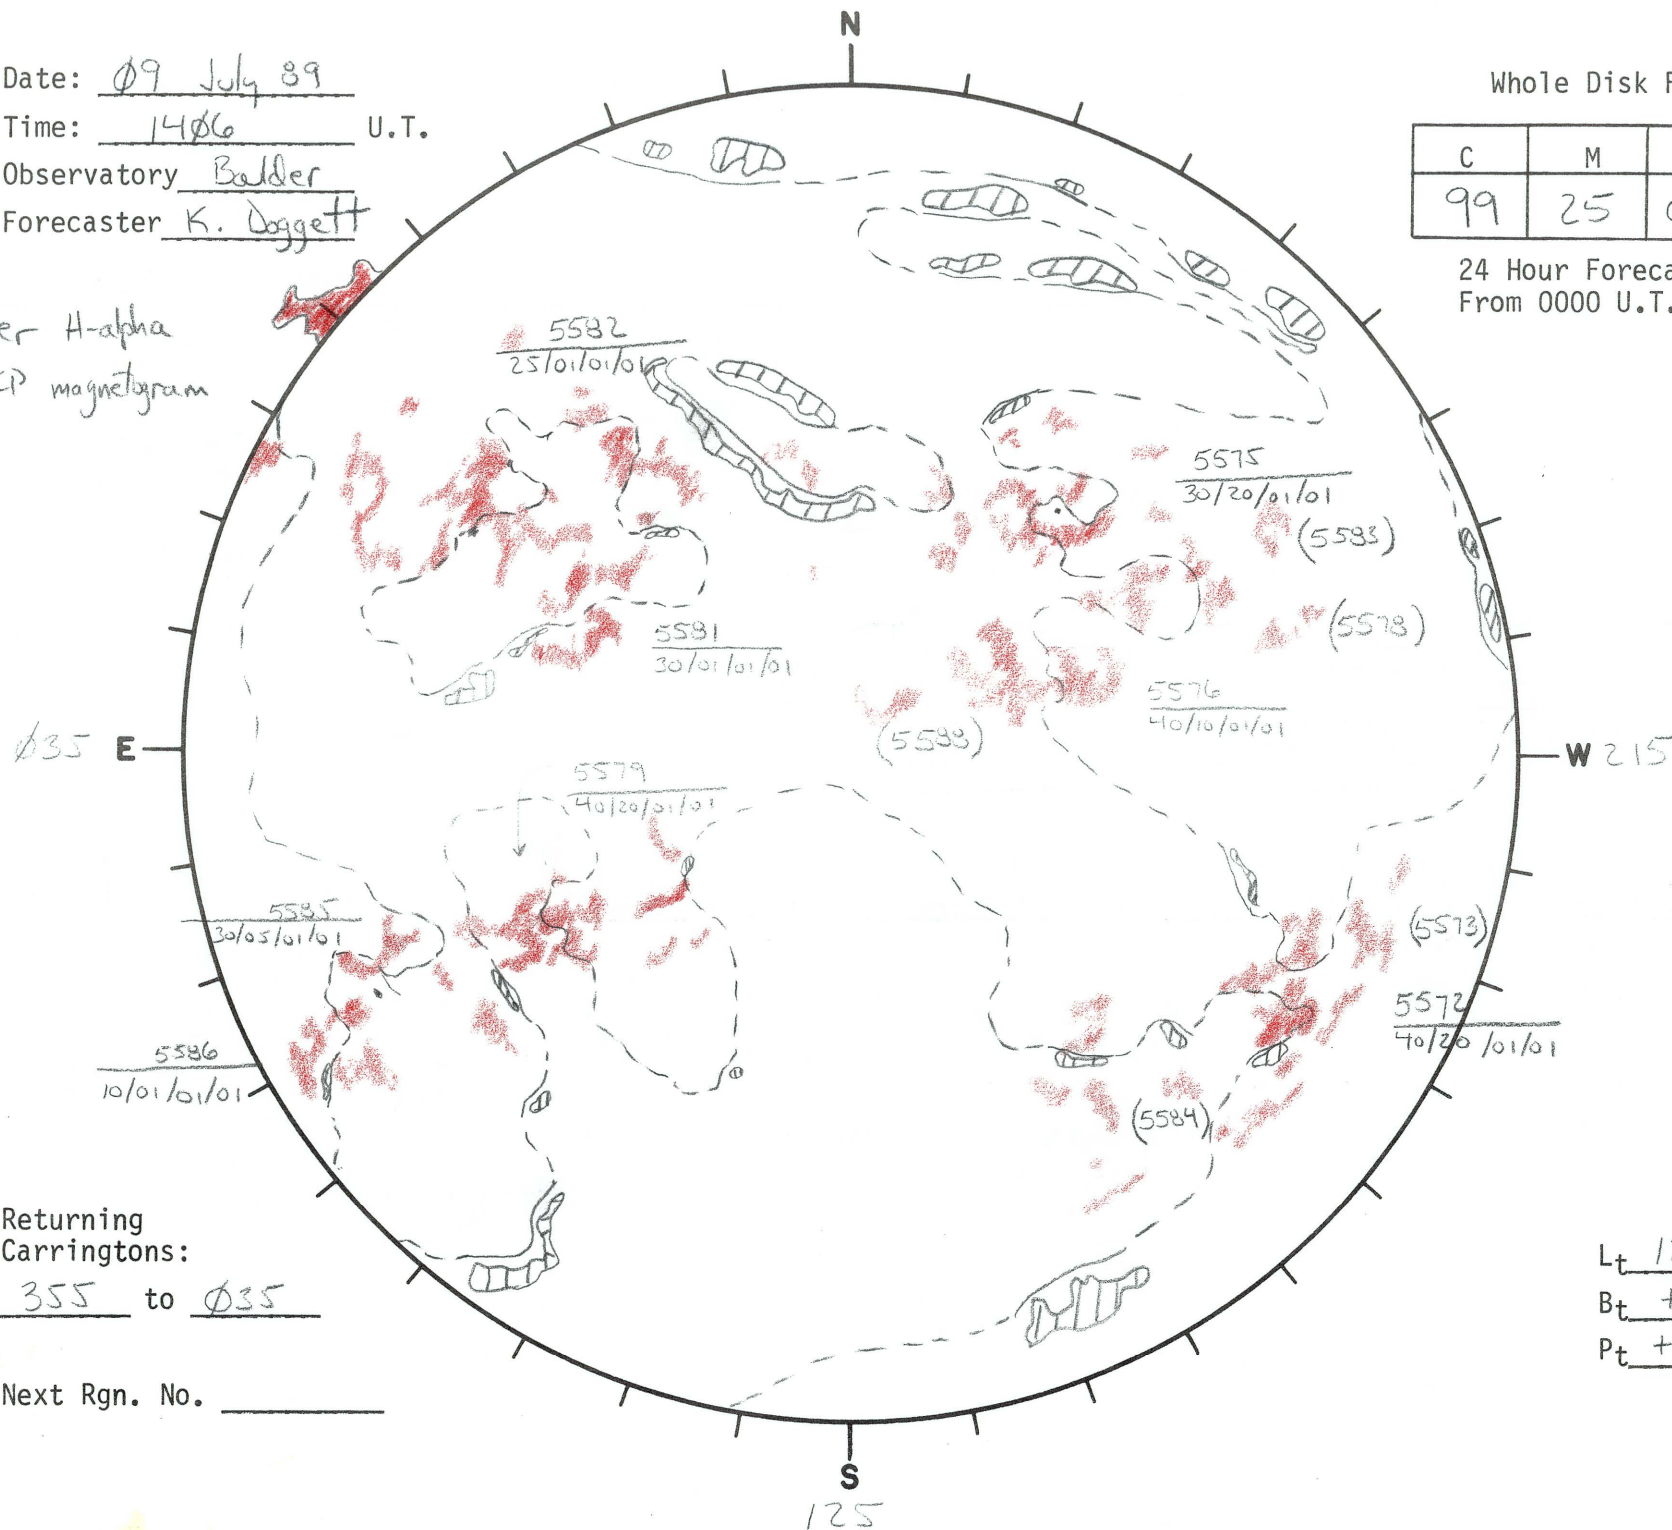 N
Date: Ø9 July 89
Time: 14Ø6 U.T.
Observatory Boulder
Forecaster K. Doggett
Whole Disk F
C M
99 25
24 Hour Foreca
From 0000 U.T.
er H-alpha
magnetogram
5582
25/01/01/01
5575
30/20/01/01
(5583)
(5578)
5581
30/01/01/01
5576
40/10/01/01
(5588)
Ø35 E
W 215
5579
40/20/01/01
5585
30/05/01/01
(5573)
5572
40/20/01/01
5586
10/01/01/01
(5584)
Returning
Carringtons:
355 to Ø35
Lt
Bt +
Pt +
Next Rgn. No.
S
125